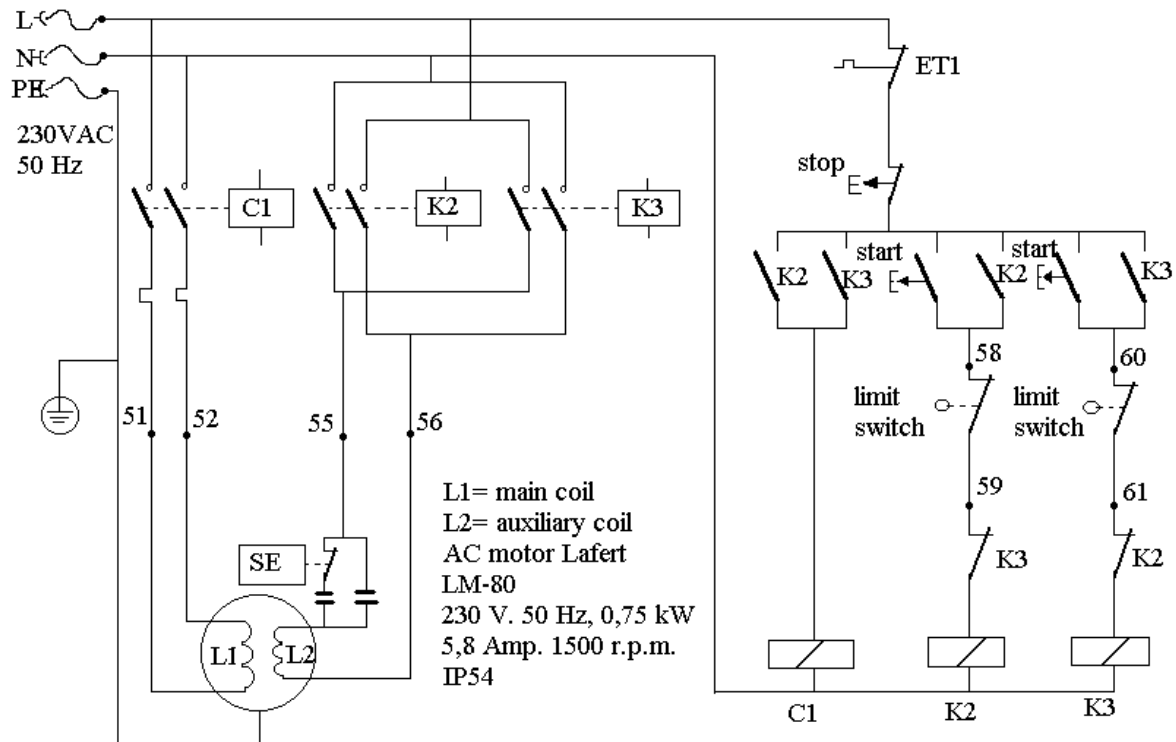 L
N
PE
230VAC
50 Hz
C1
K2
K3
ET1
stop
K2
K3
start
K2
start
K3
58
60
limit
switch
limit
switch
51
52
55
56
59
61
K3
K2
L1= main coil
L2= auxiliary coil
AC motor Lafert
LM-80
230 V. 50 Hz, 0,75 kW
5,8 Amp. 1500 r.p.m.
IP54
SE
L1
L2
C1
K2
K3